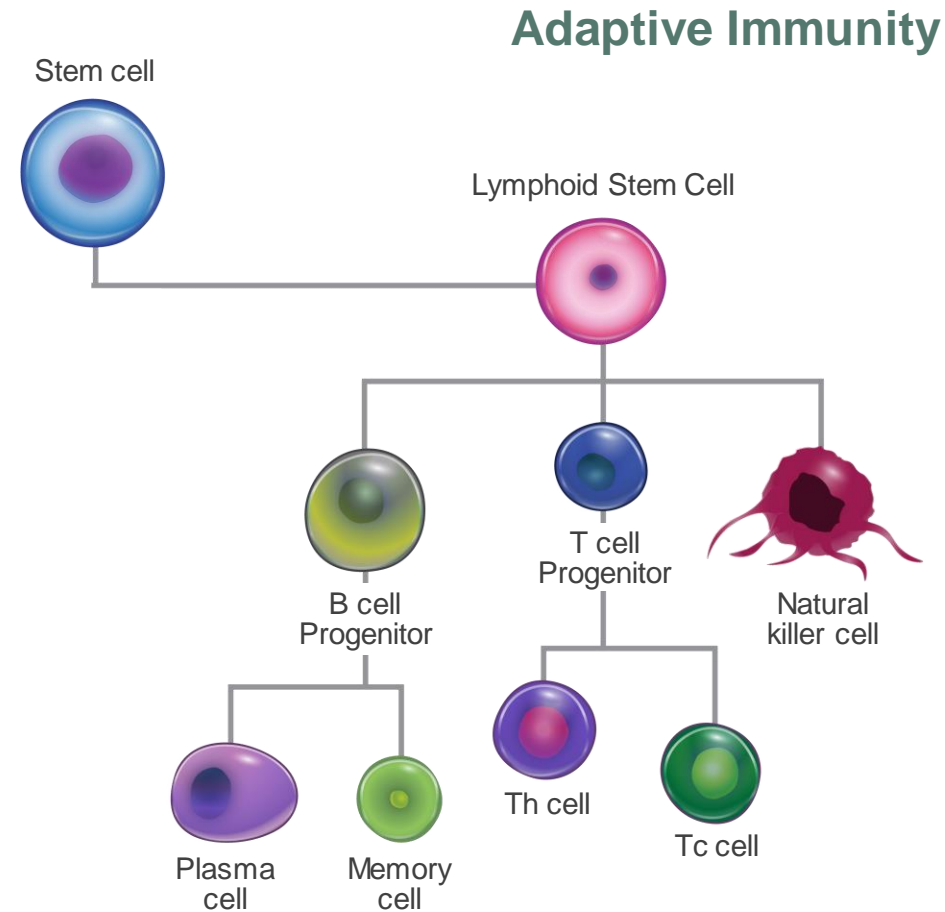 Adaptive Immunity
Stem cell
Lymphoid Stem Cell
B cell
Progenitor
T cell
Progenitor
Natural
killer cell
Plasma
cell
Memory
cell
Th cell
Tc cell